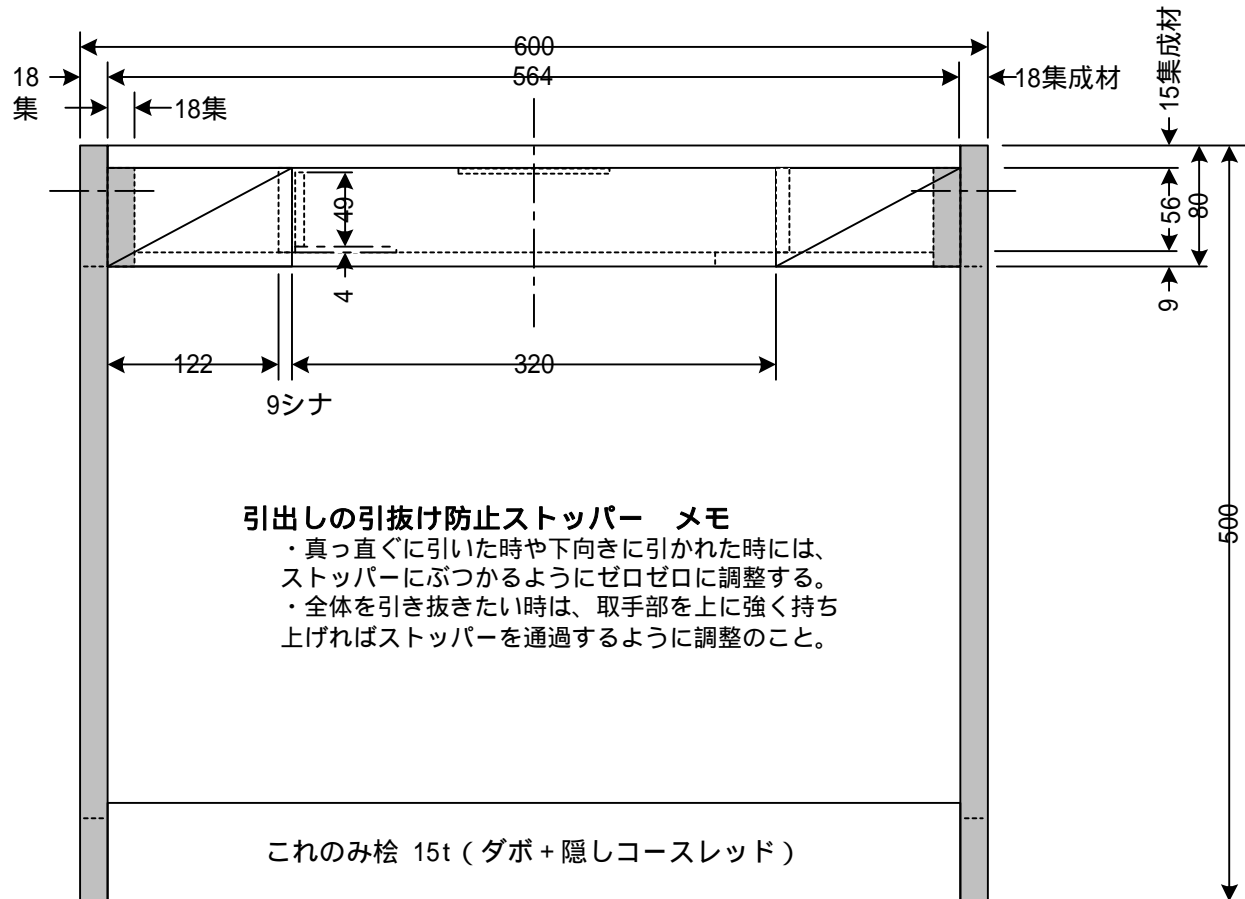 600
18
集
564
18集成材
15集成材
18集
49
56
80
4
9
122
320
9シナ
引出しの引抜け防止ストッパー　メモ
・真っ直ぐに引いた時や下向きに引かれた時には、
ストッパーにぶつかるようにゼロゼロに調整する。
・全体を引き抜きたい時は、取手部を上に強く持ち
上げればストッパーを通過するように調整のこと。
500
これのみ桧 15t（ダボ＋隠しコースレッド）